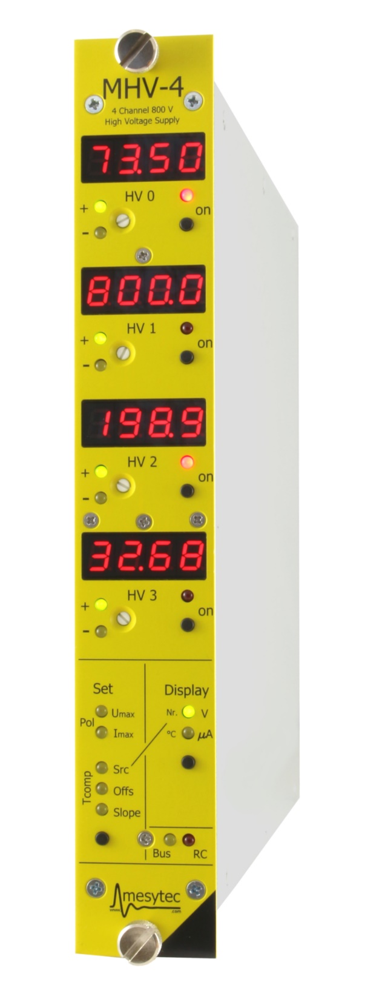 MHV-4
4 Channel 800 V
High Voltage Supply
73.50
HV 0
+
on
-
800.0
HV 1
+
on
-
198.9
HV 2
+
on
-
32.68
HV 3
+
on
-
Set
Display
Pol
Umax
Imax
Nr.
V
°C
μA
Tcomp
Src
Offs
Slope
Bus
RC
mesytec
www.
.com